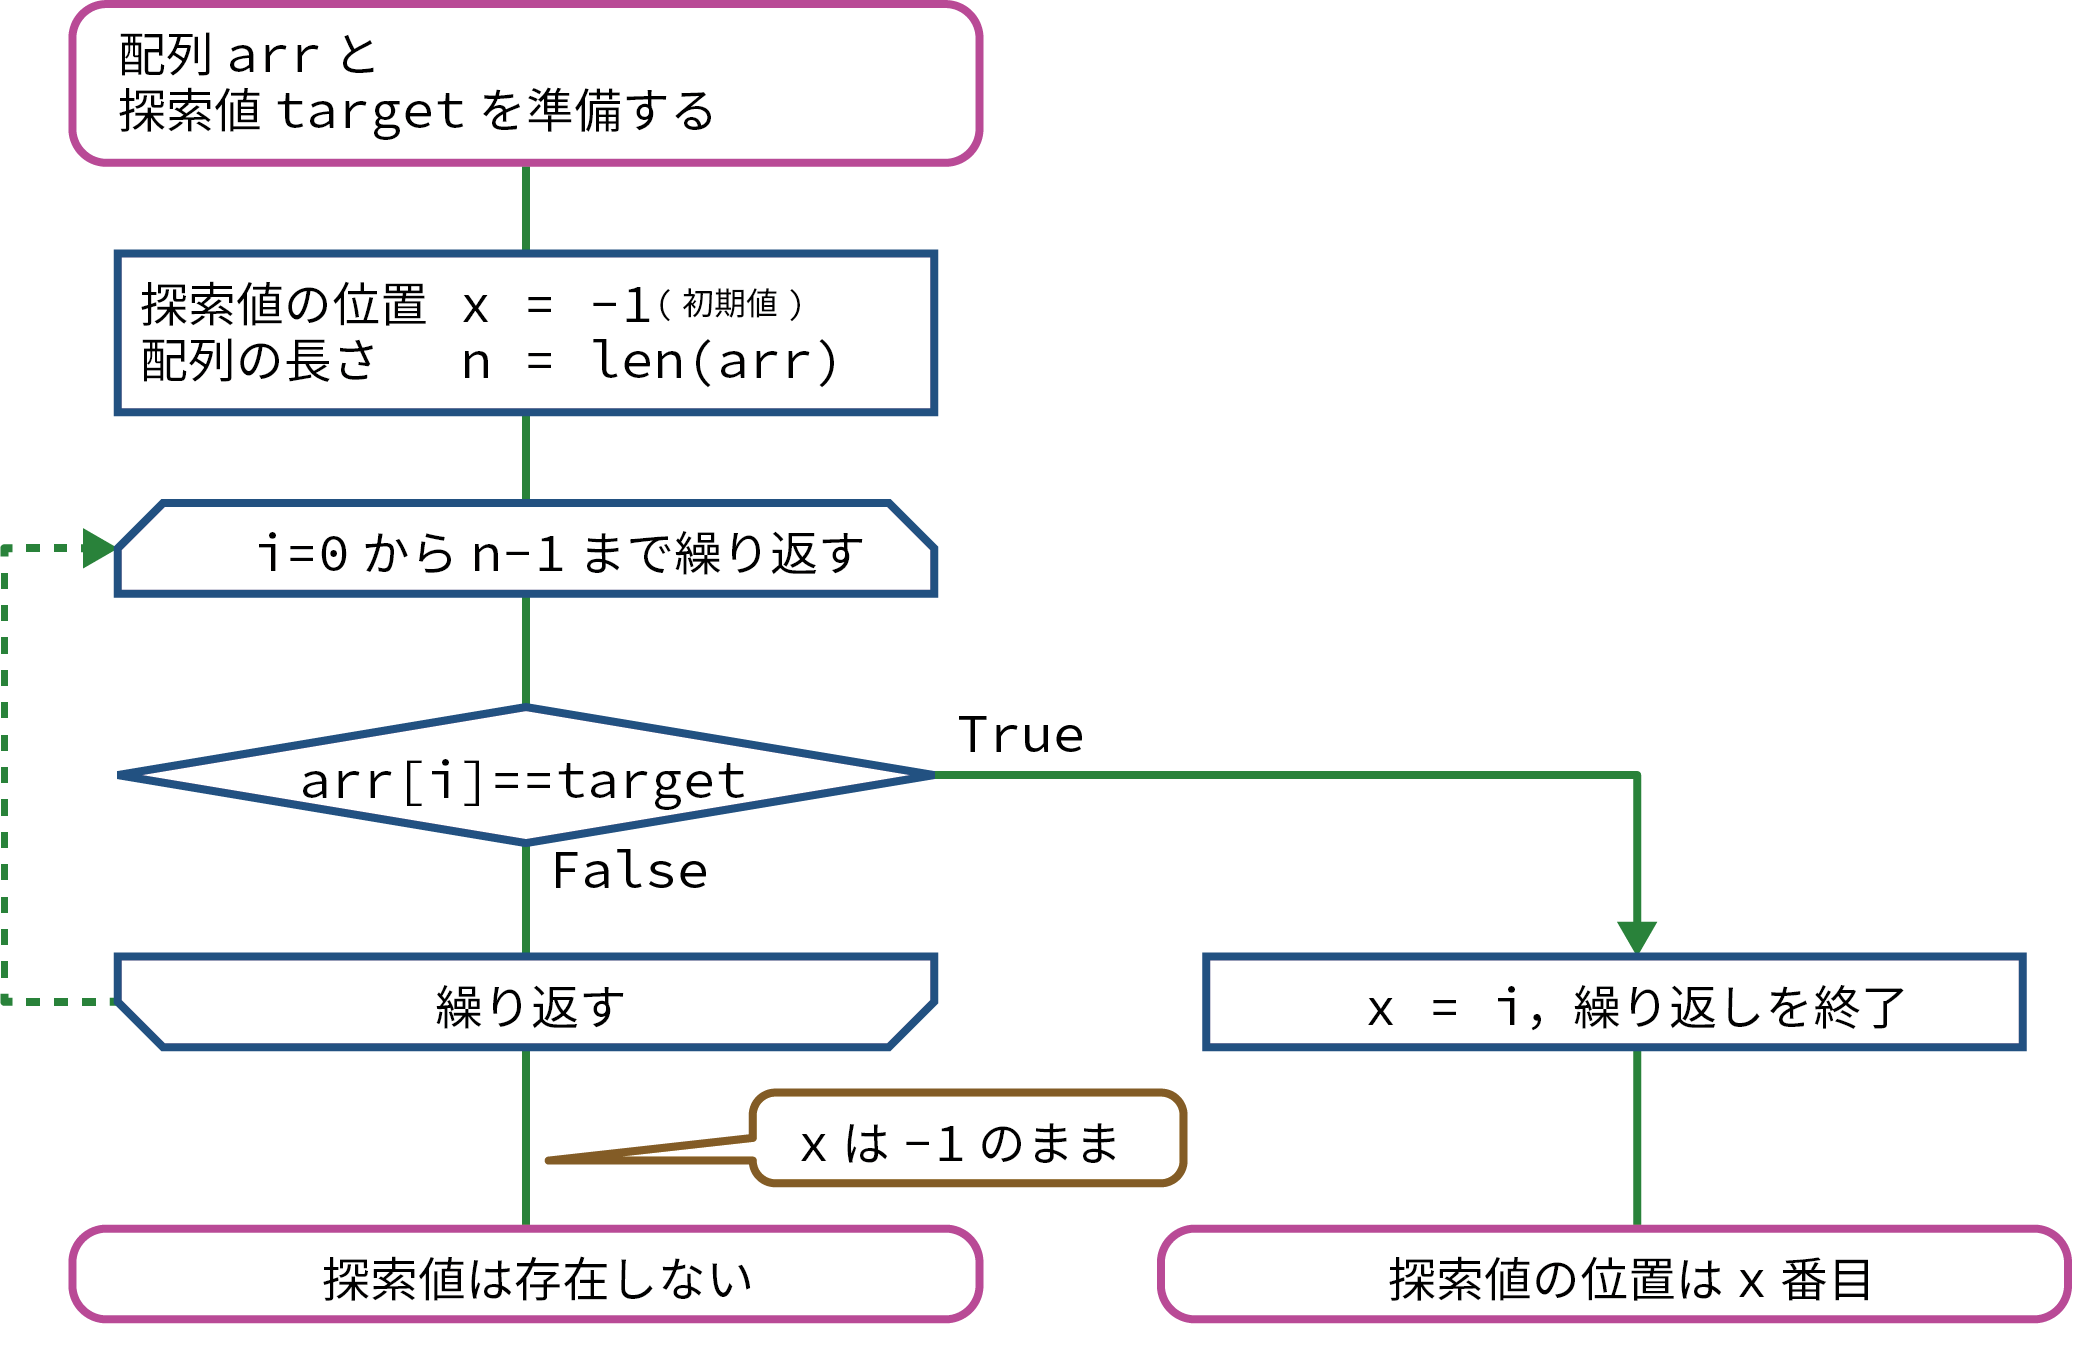 配列 arr と
探索値 target を準備する
探索値の位置 x = -1( 初期値 )
配列の長さ n = len(arr)
i=0 から n-1 まで繰り返す
arr[i]==target
True
False
繰り返す
x = i, 繰り返しを終了
x は -1 のまま
探索値は存在しない
探索値の位置は x 番目